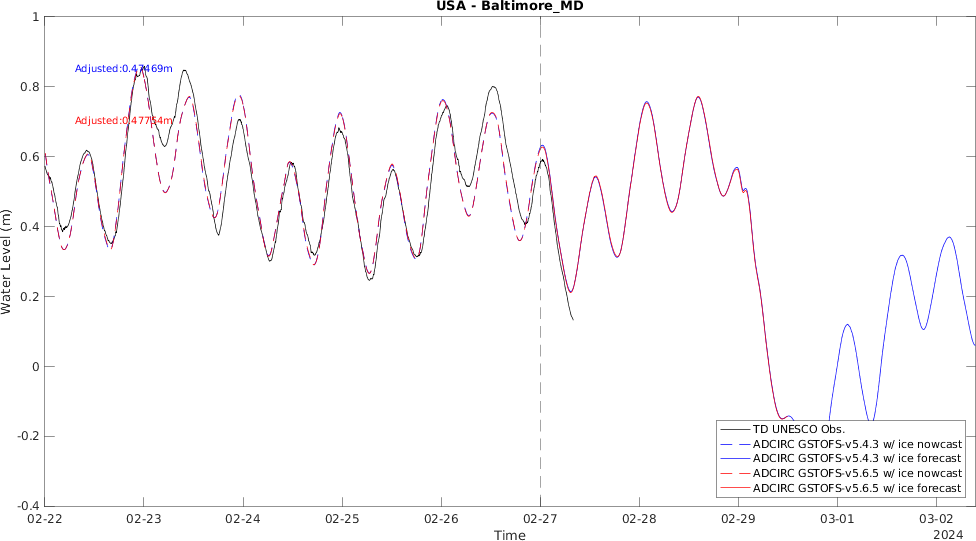 USA - Baltimore_MD
1
0.8
0.6
0.4
0.2
0
-0.2
-0.4
Water Level (m)
Adjusted:0.47469m
Adjusted:0.47764m
TD UNESCO Obs.
ADCIRC GSTOFS-v5.4.3 w/ ice nowcast
ADCIRC GSTOFS-v5.4.3 w/ ice forecast
ADCIRC GSTOFS-v5.6.5 w/ ice nowcast
ADCIRC GSTOFS-v5.6.5 w/ ice forecast
02-22 02-23 02-24 02-25 02-26 02-27 02-28 02-29 03-01 03-02
Time
2024